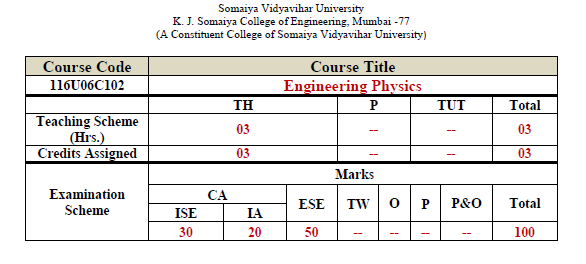 Somaiya Vidyavihar University
K. J. Somaiya College of Engineering, Mumbai -77
(A Constituent College of Somaiya Vidyavihar University)
Course Code Course Title
116U06C102 Engineering Physics
TH P TUT Total
Teaching Scheme (Hrs.) 03 -- -- 03
Credits Assigned 03 -- -- 03
Examination Scheme Marks
CA ESE TW O P P&O Total
ISE IA
30 20 50 -- -- -- -- 100